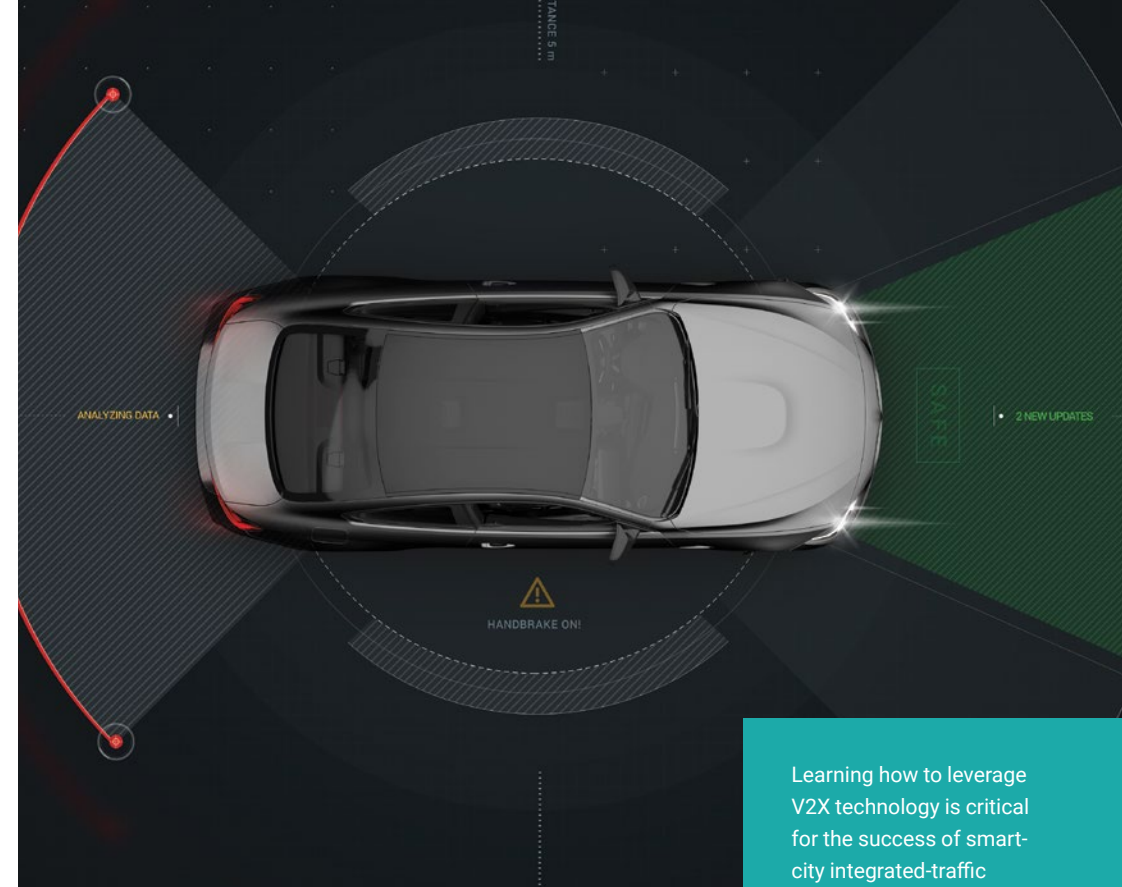 TANCE 5 m
ANALYZING DATA
SAFE
2 NEW UPDATES
HANDBRAKE ON!
Learning how to leverage
V2X technology is critical
for the success of smart-
city integrated-traffic